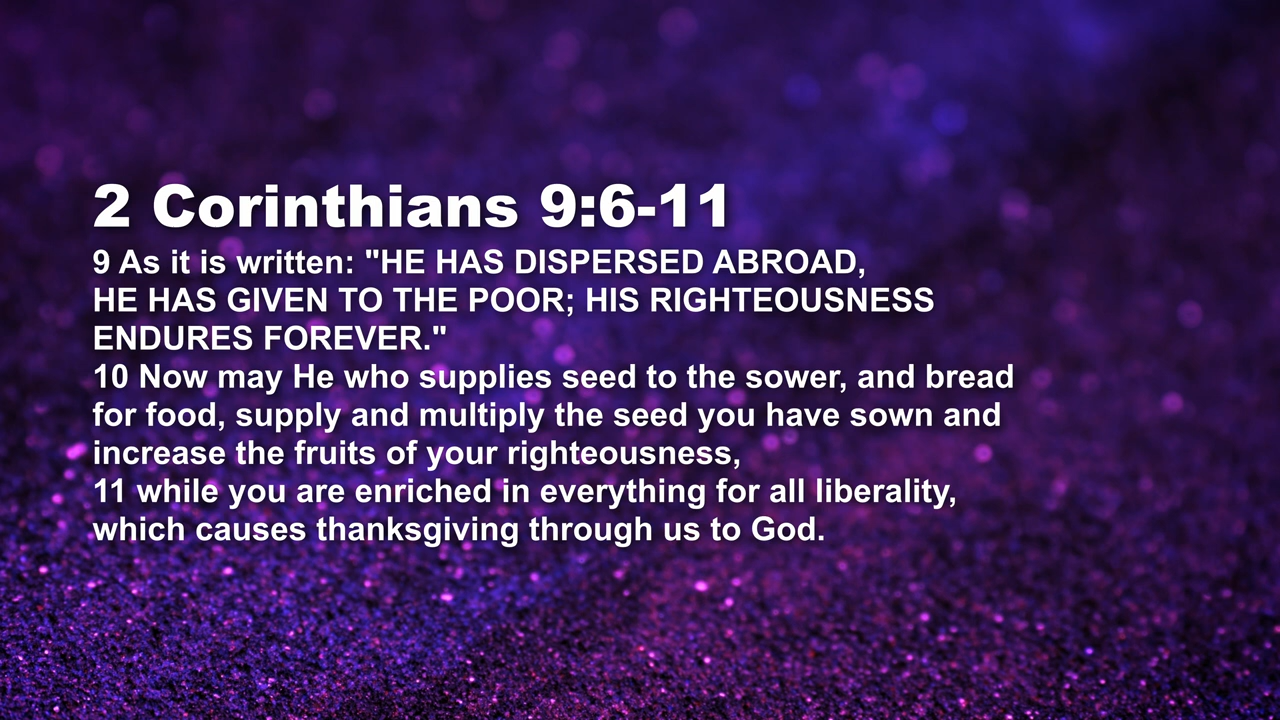 2 Corinthians 9:6-11
9 As it is written: "HE HAS DISPERSED ABROAD,
HE HAS GIVEN TO THE POOR; HIS RIGHTEOUSNESS
ENDURES FOREVER."
10 Now may He who supplies seed to the sower, and bread
for food, supply and multiply the seed you have sown and
increase the fruits of your righteousness,
11 while you are enriched in everything for all liberality,
which causes thanksgiving through us to God.